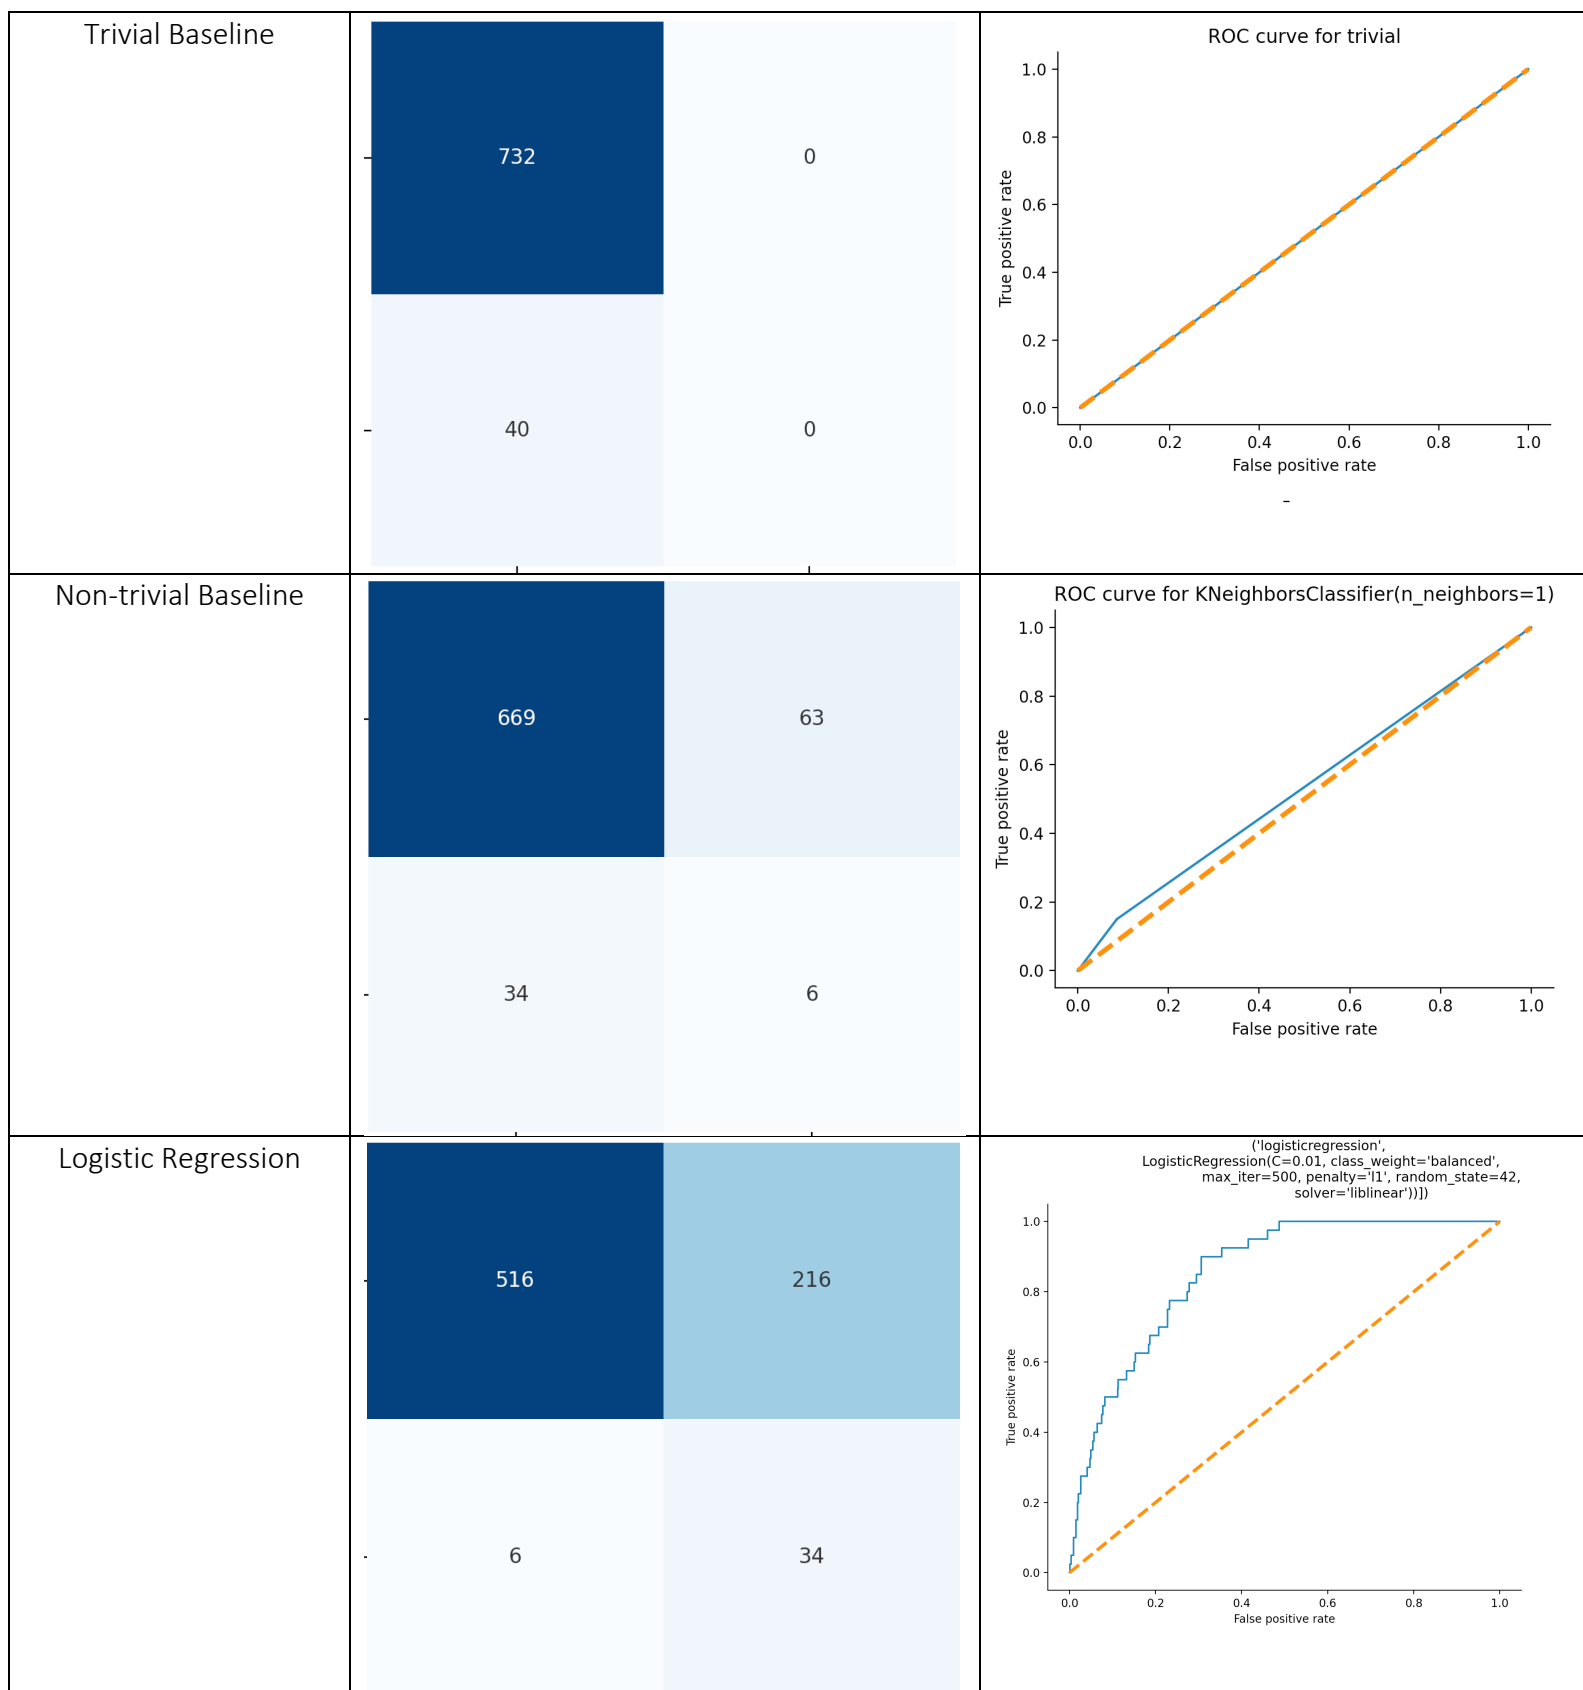 Trivial Baseline
732
0
40
0
ROC curve for trivial
True positive rate
1.0
0.8
0.6
0.4
0.2
0.0
0.0 0.2 0.4 0.6 0.8 1.0
False positive rate
Non-trivial Baseline
669
63
34
6
ROC curve for KNeighborsClassifier(n_neighbors=1)
True positive rate
1.0
0.8
0.6
0.4
0.2
0.0
0.0 0.2 0.4 0.6 0.8 1.0
False positive rate
Logistic Regression
516
216
6
34
('logisticregression',
LogisticRegression(C=0.01, class_weight='balanced',
max_iter=500, penalty='l1', random_state=42,
solver='liblinear'))])
True positive rate
1.0
0.8
0.6
0.4
0.2
0.0
0.0 0.2 0.4 0.6 0.8 1.0
False positive rate